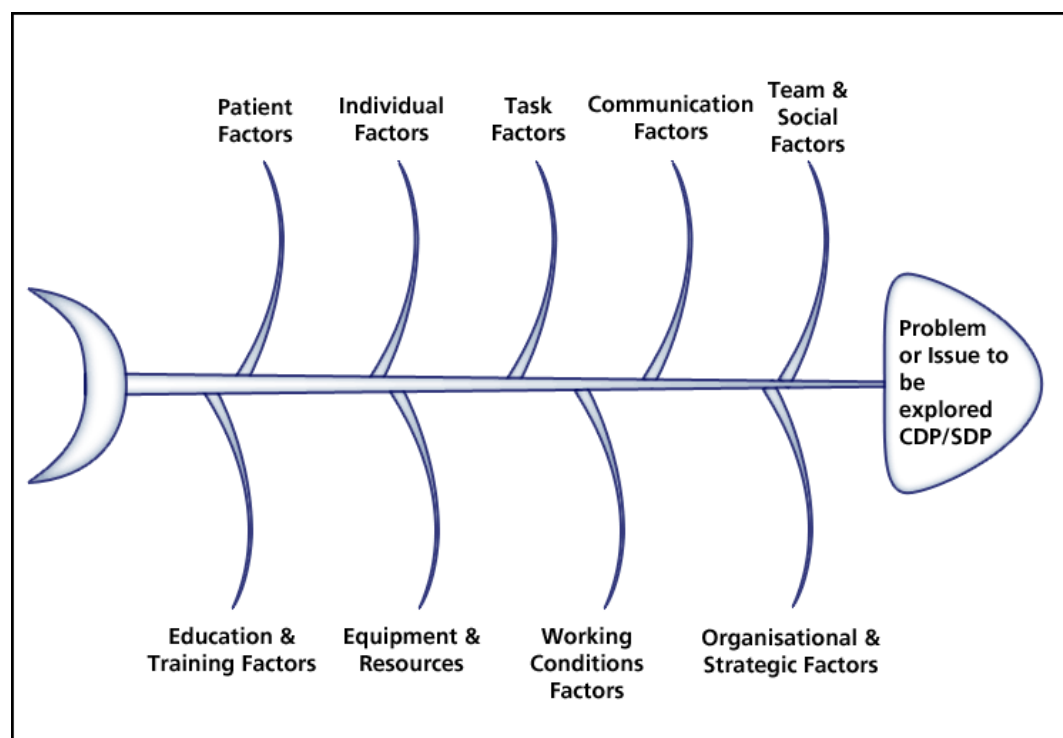 Patient
Factors
Individual
Factors
Task
Factors
Communication
Factors
Team &
Social
Factors
Problem
or Issue to
be
explored
CDP/SDP
Education &
Training Factors
Equipment &
Resources
Working
Conditions
Factors
Organisational &
Strategic Factors